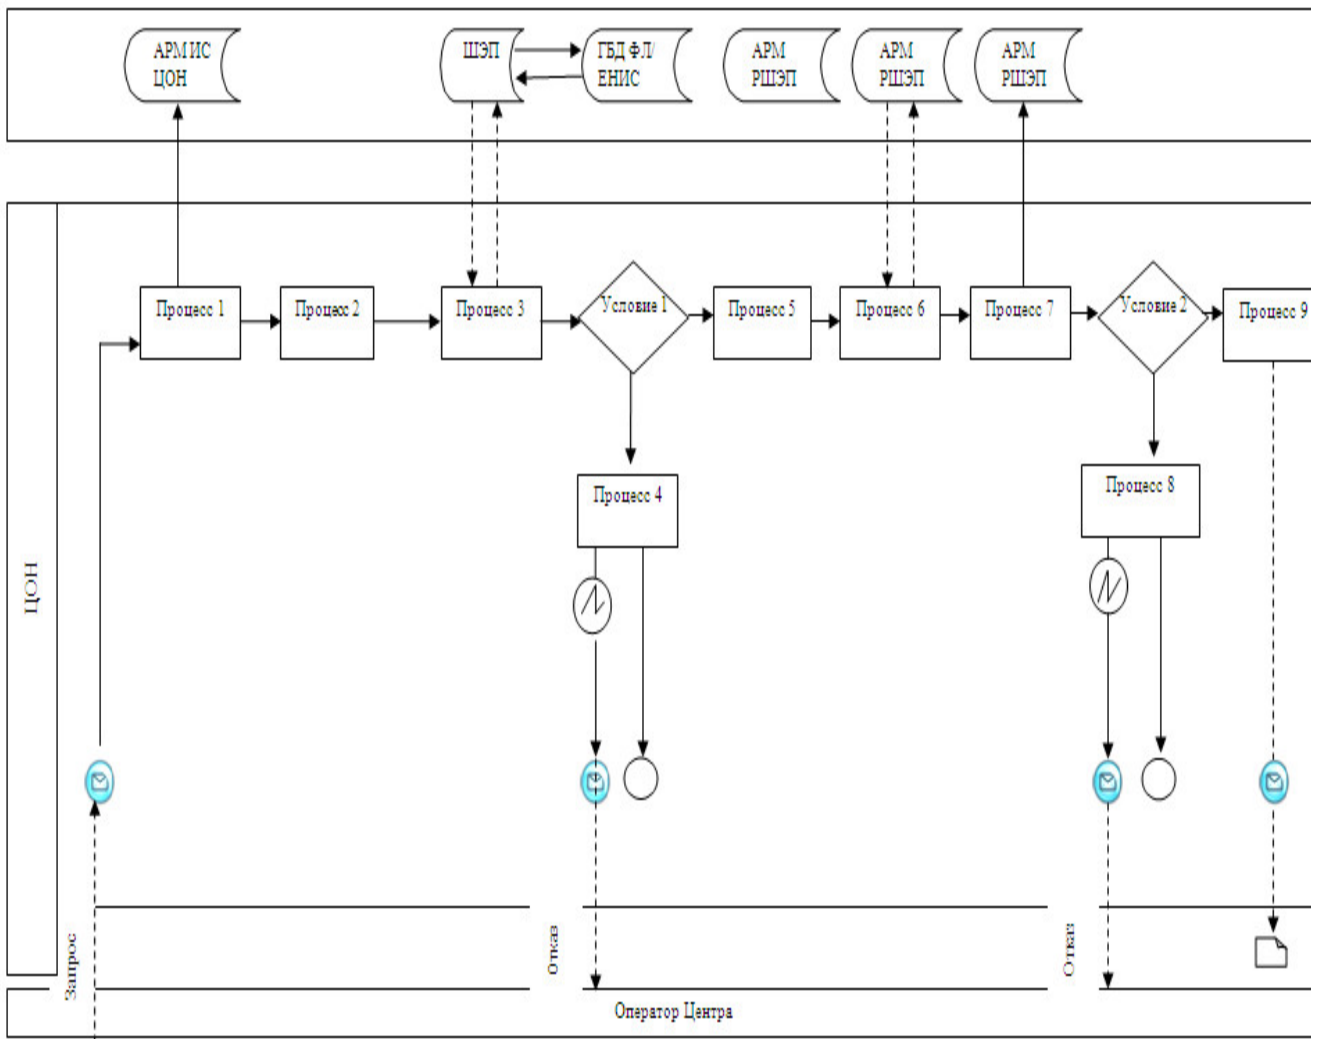 АРМ ИС
ЦОН
ШЭП
ГБД ФЛ/
ЕНИС
АРМ
РШЭП
АРМ
РШЭП
АРМ
РШЭП
Процесс 1
Процесс 2
Процесс 3
Условие 1
Процесс 5
Процесс 6
Процесс 7
Условие 2
Процесс 9
Процесс 4
Процесс 8
ЦОН
Запрос
Отказ
Отказ
Оператор Центра